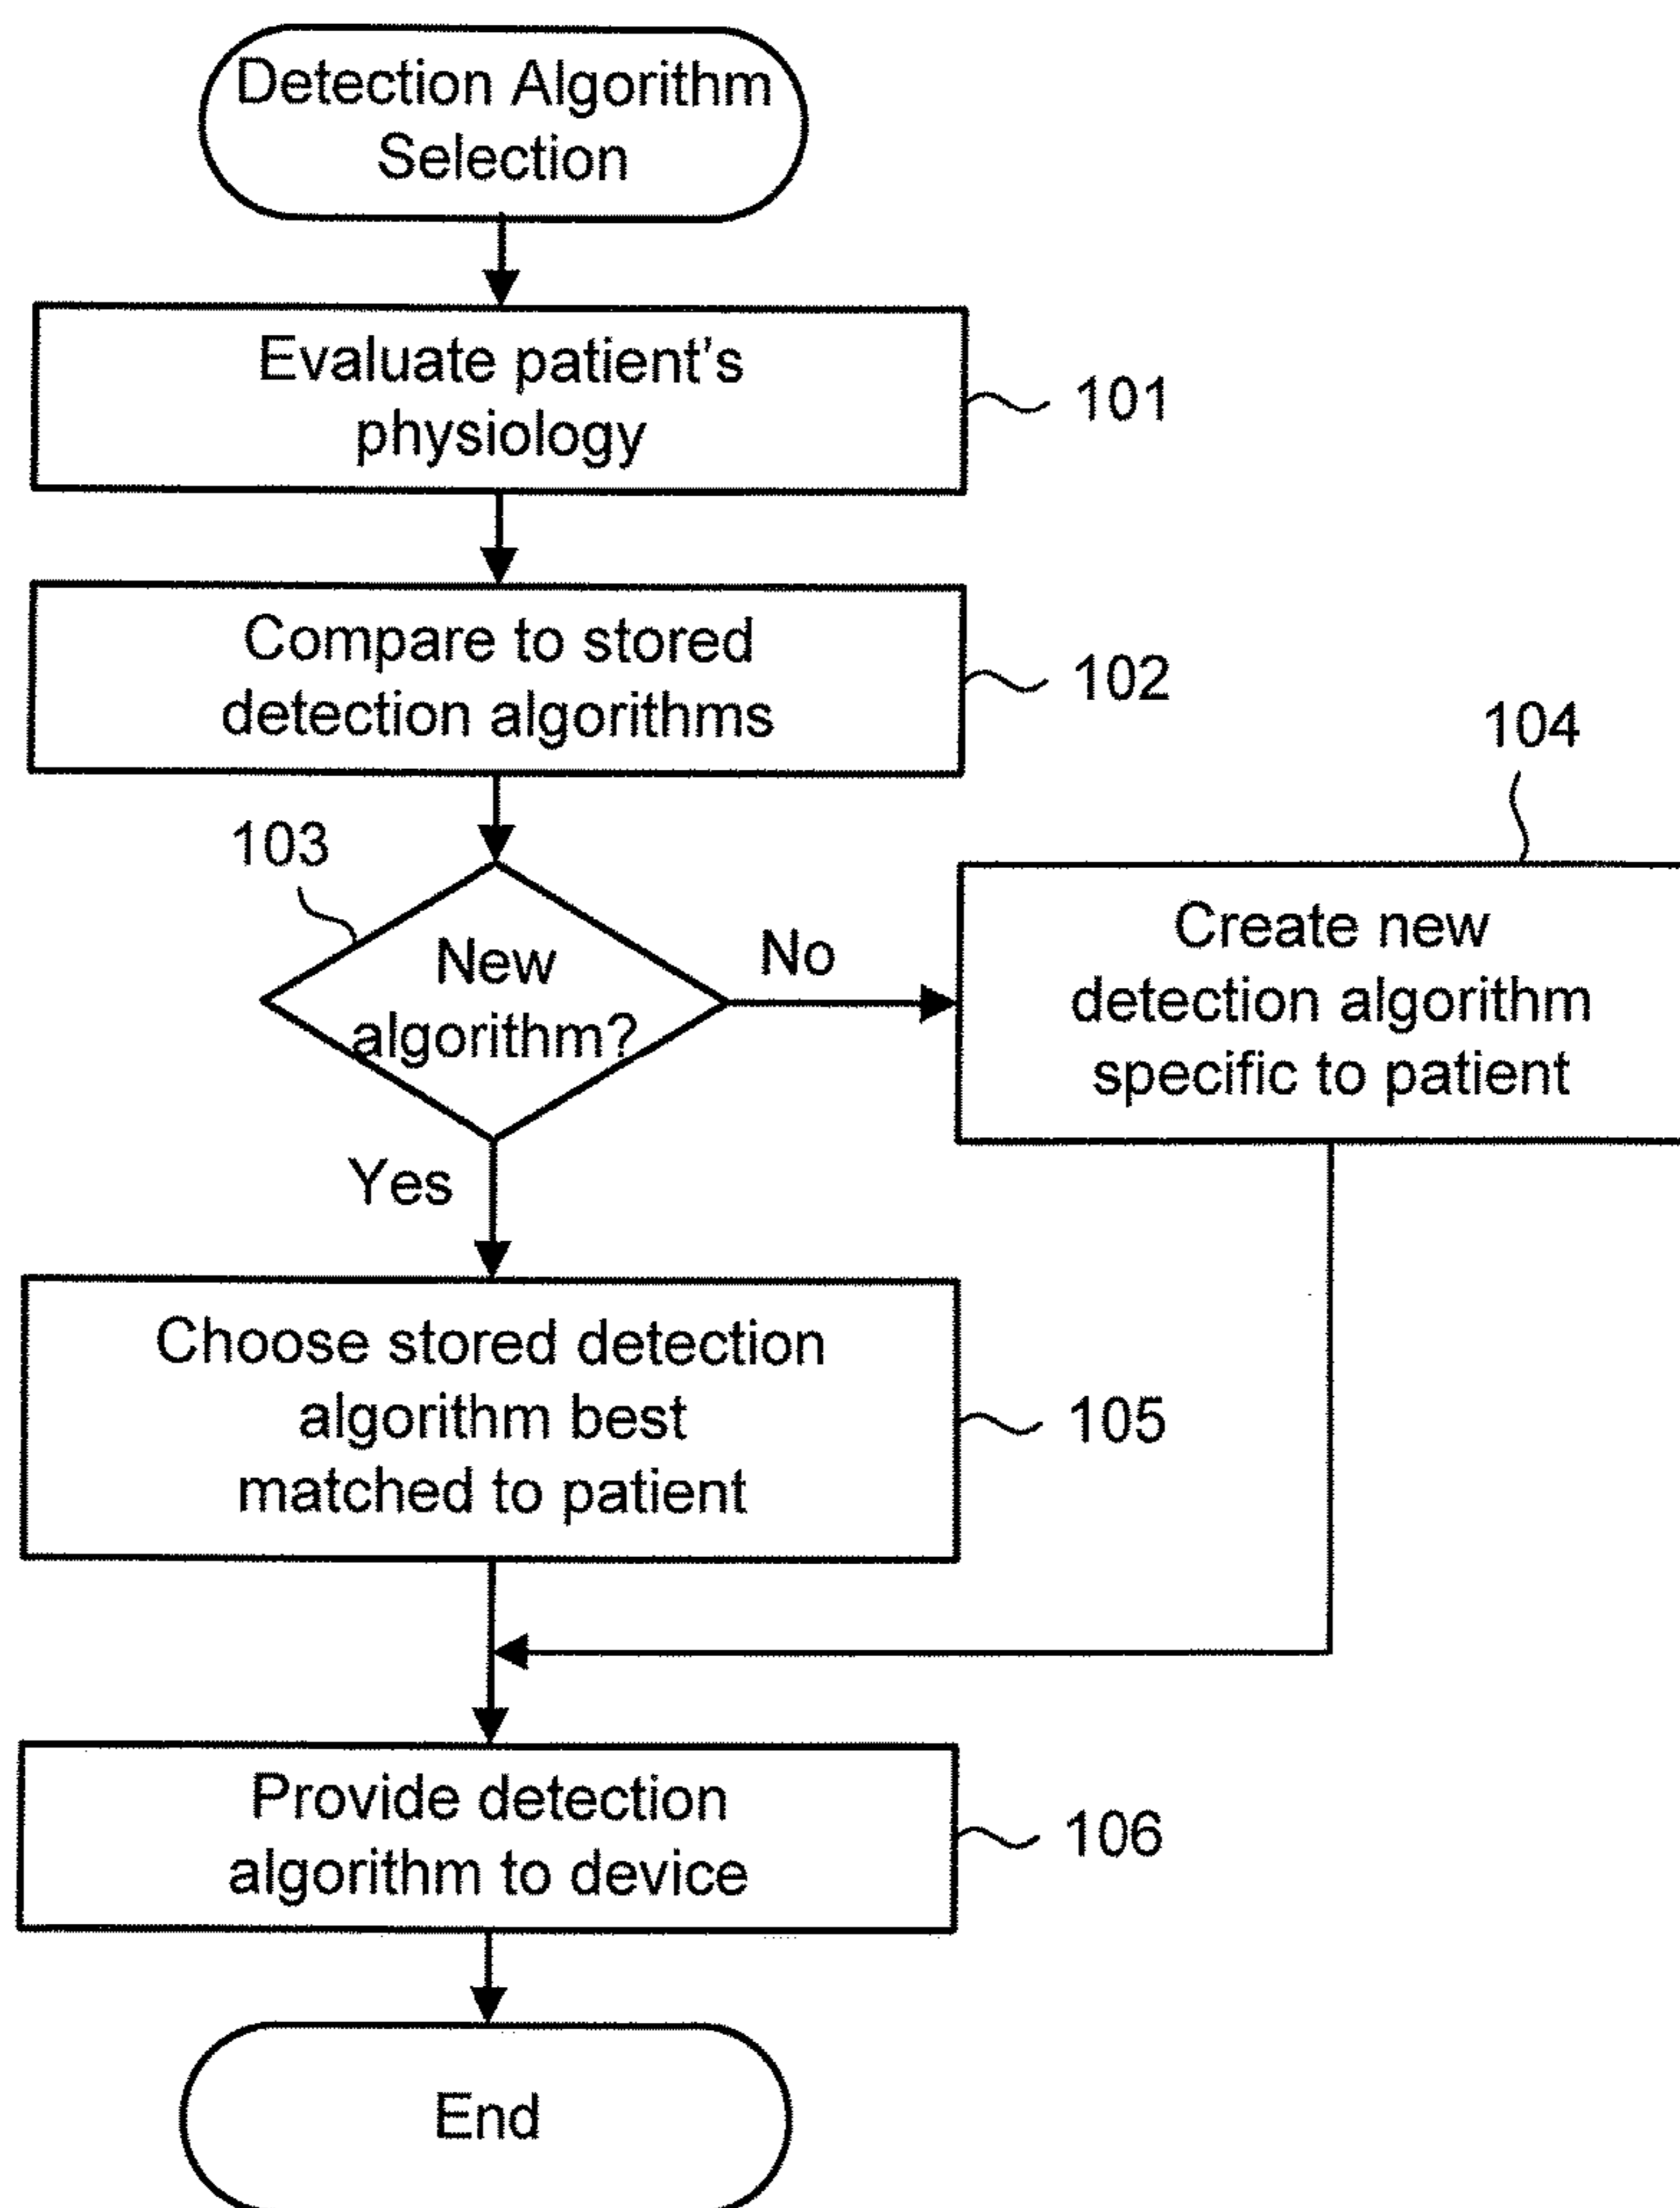 Detection Algorithm
Selection
Evaluate patient's
physiology
101
Compare to stored
detection algorithms
102
103
New
algorithm?
No
104
Create new
detection algorithm
specific to patient
Yes
Choose stored detection
algorithm best
matched to patient
105
Provide detection
algorithm to device
106
End